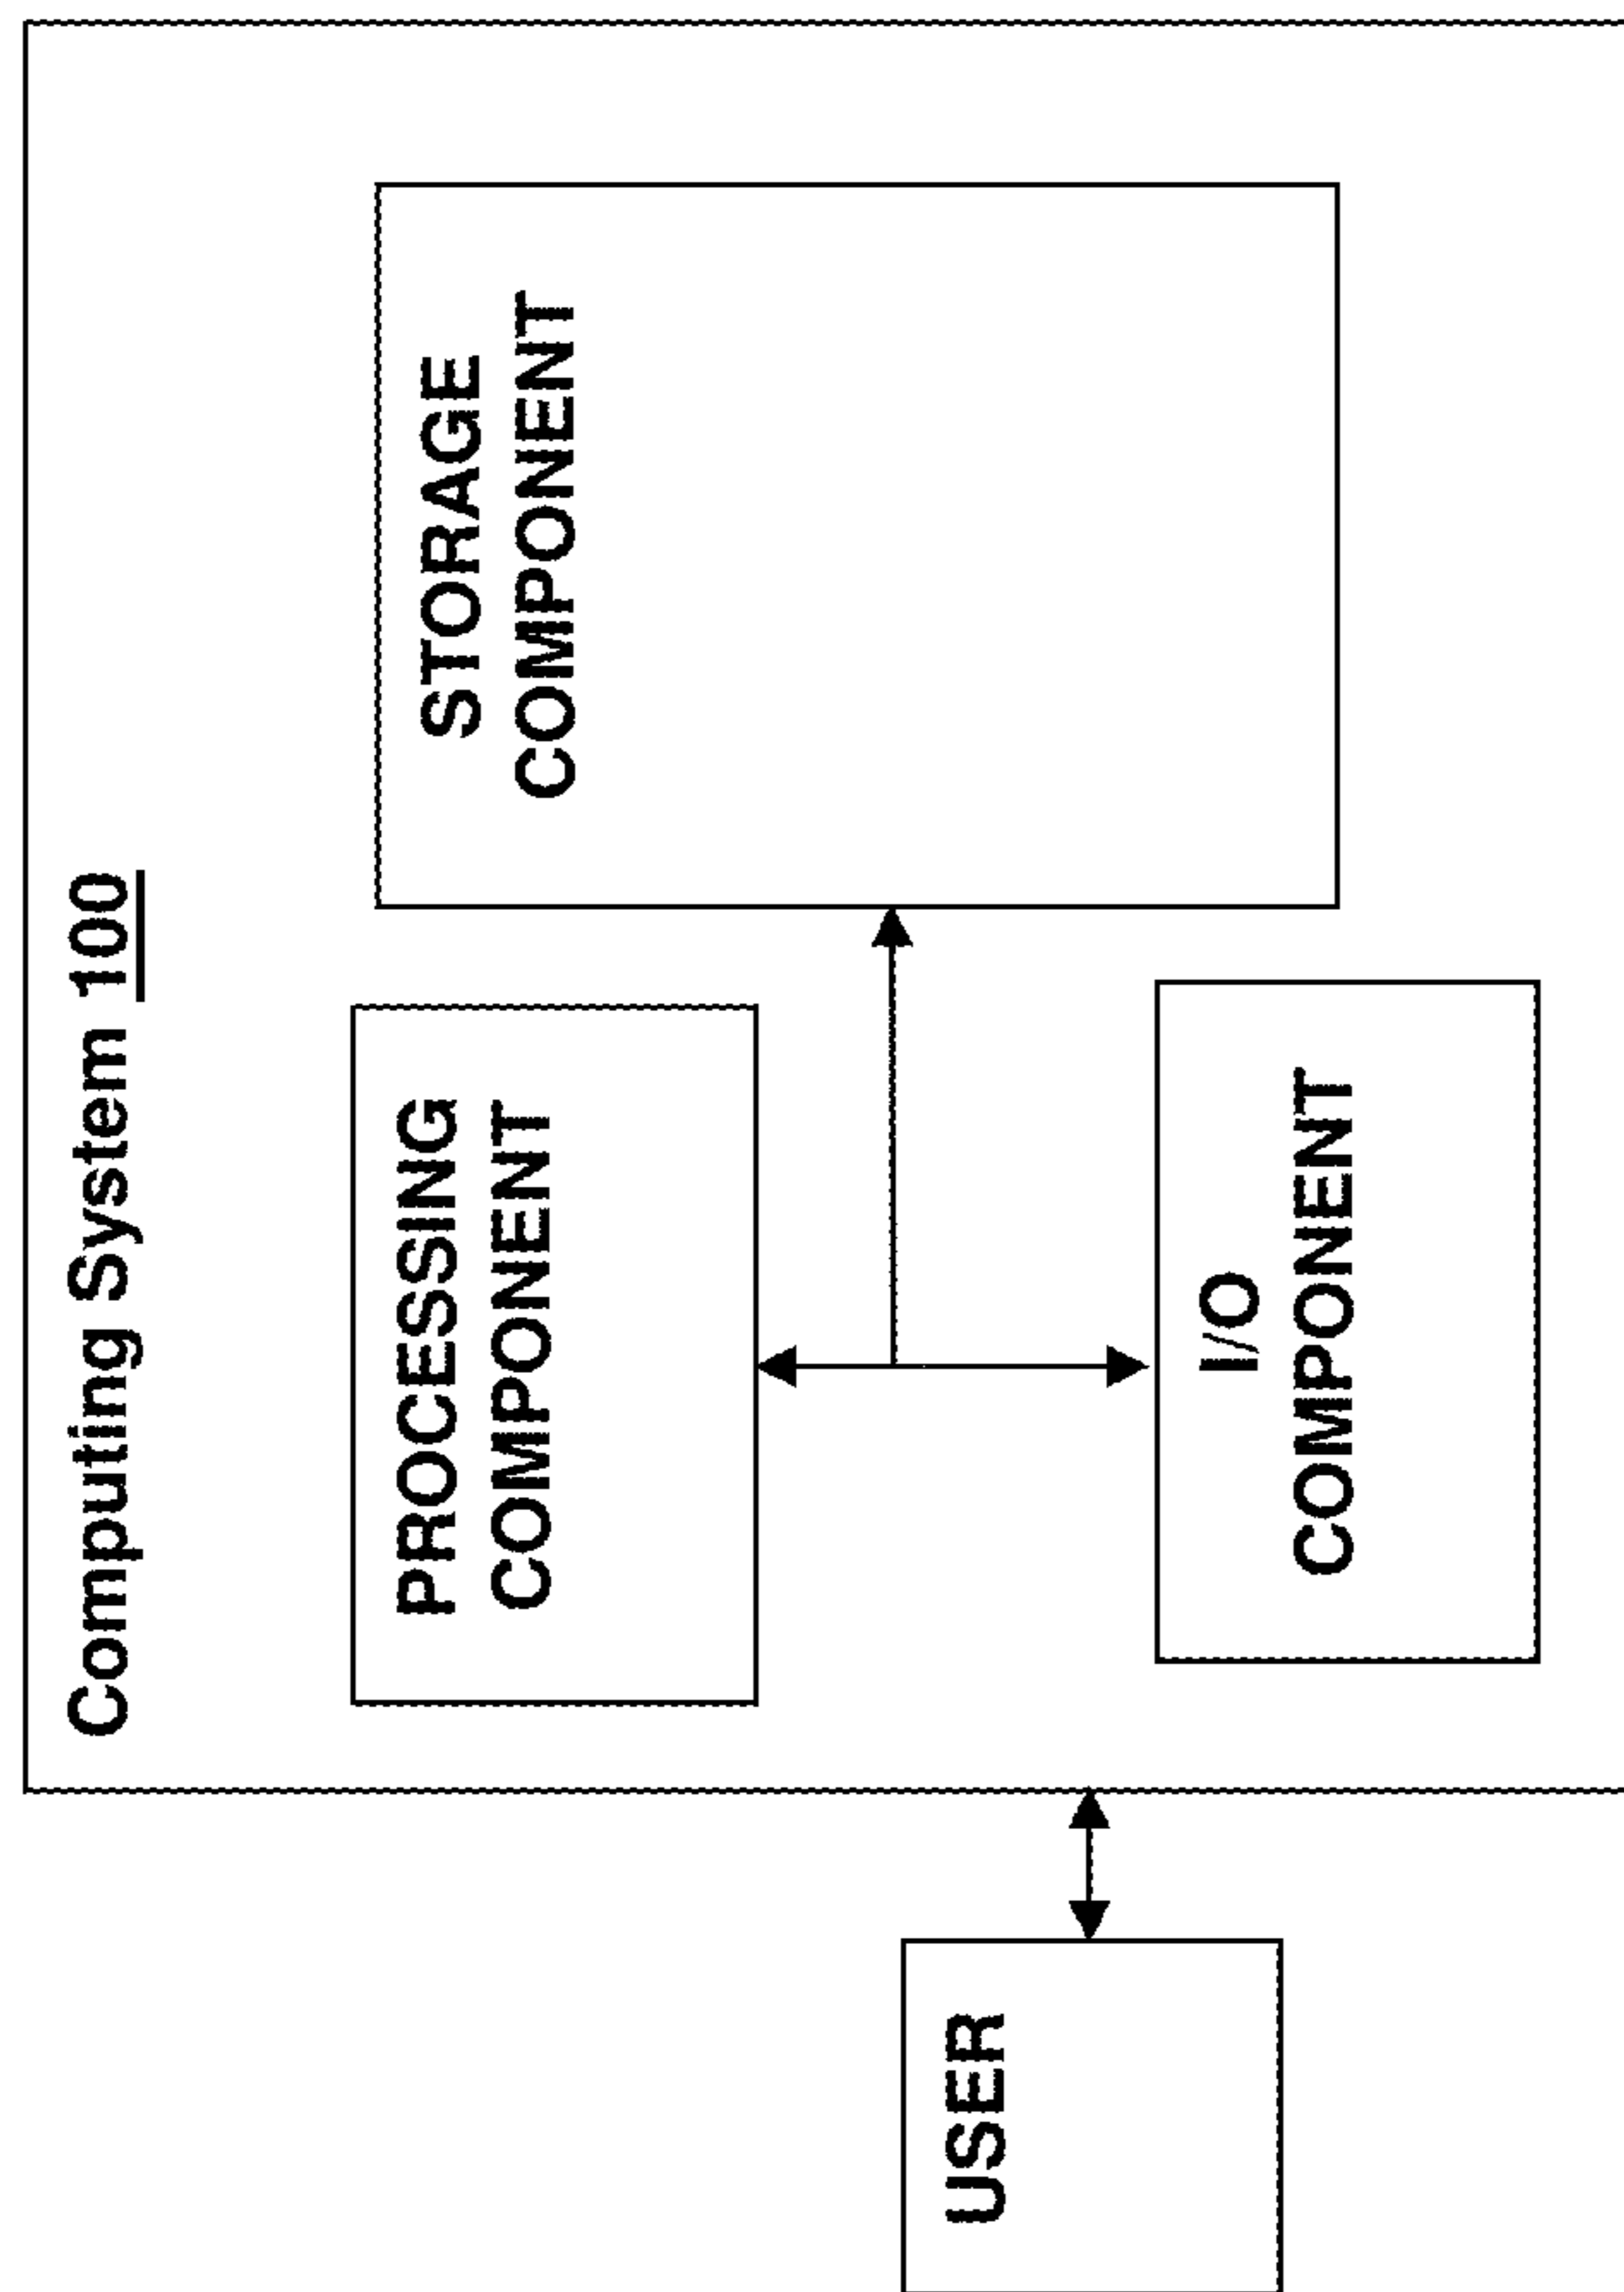 Computing System 100
PROCESSING
COMPONENT
STORAGE
COMPONENT
I/O
COMPONENT
USER